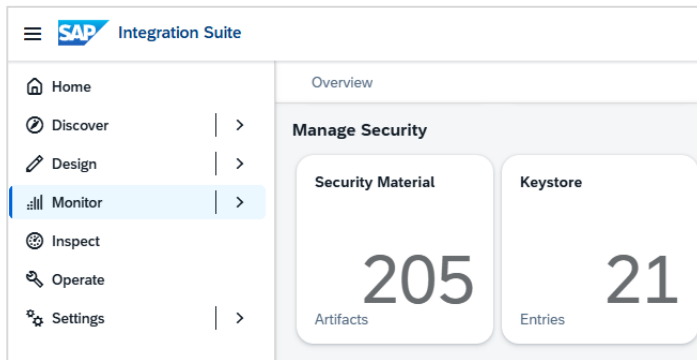 SAP Integration Suite
Home
Discover
Design
Monitor
Inspect
Operate
Settings
Overview
Manage Security
Security Material
205
Artifacts
Keystore
21
Entries